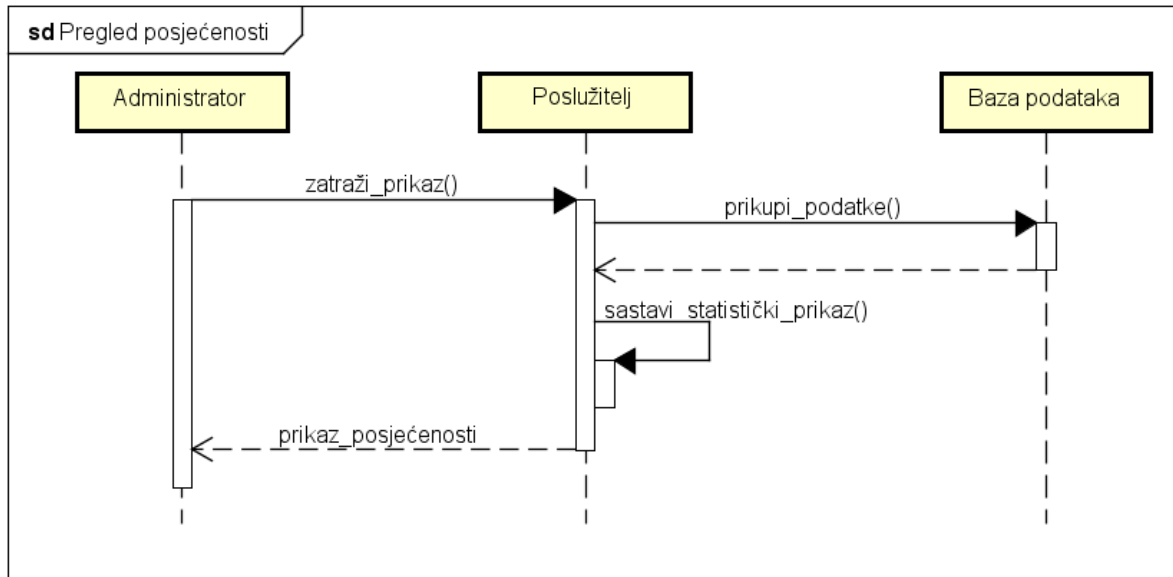 sd Pregled posjećenosti
Administrator
Poslužitelj
Baza podataka
zatraži_prikaz()
prikupi_podatke()
sastavi_statistički_prikaz()
prikaz_posjećenosti